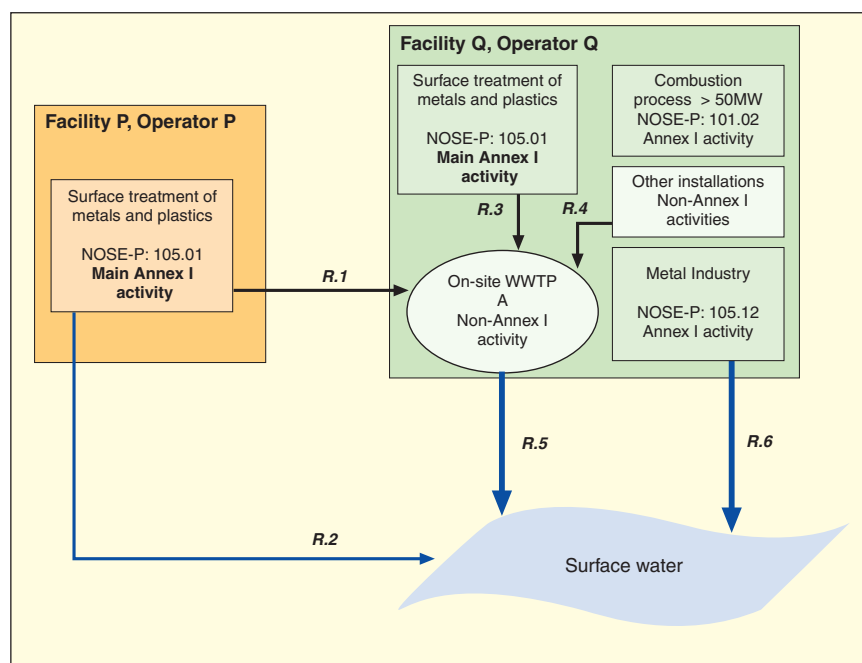 Facility Q, Operator Q
Surface treatment of
metals and plastics
NOSE-P: 105.01
Main Annex I
activity
Combustion
process > 50MW
NOSE-P: 101.02
Annex I activity
Facility P, Operator P
Surface treatment of
metals and plastics
NOSE-P: 105.01
Main Annex I
activity
Other installations
Non-Annex I
activities
R.3
R.4
R.1
On-site WWTP
A
Non-Annex I
activity
Metal Industry
NOSE-P: 105.12
Annex I activity
R.5
R.6
R.2
Surface water